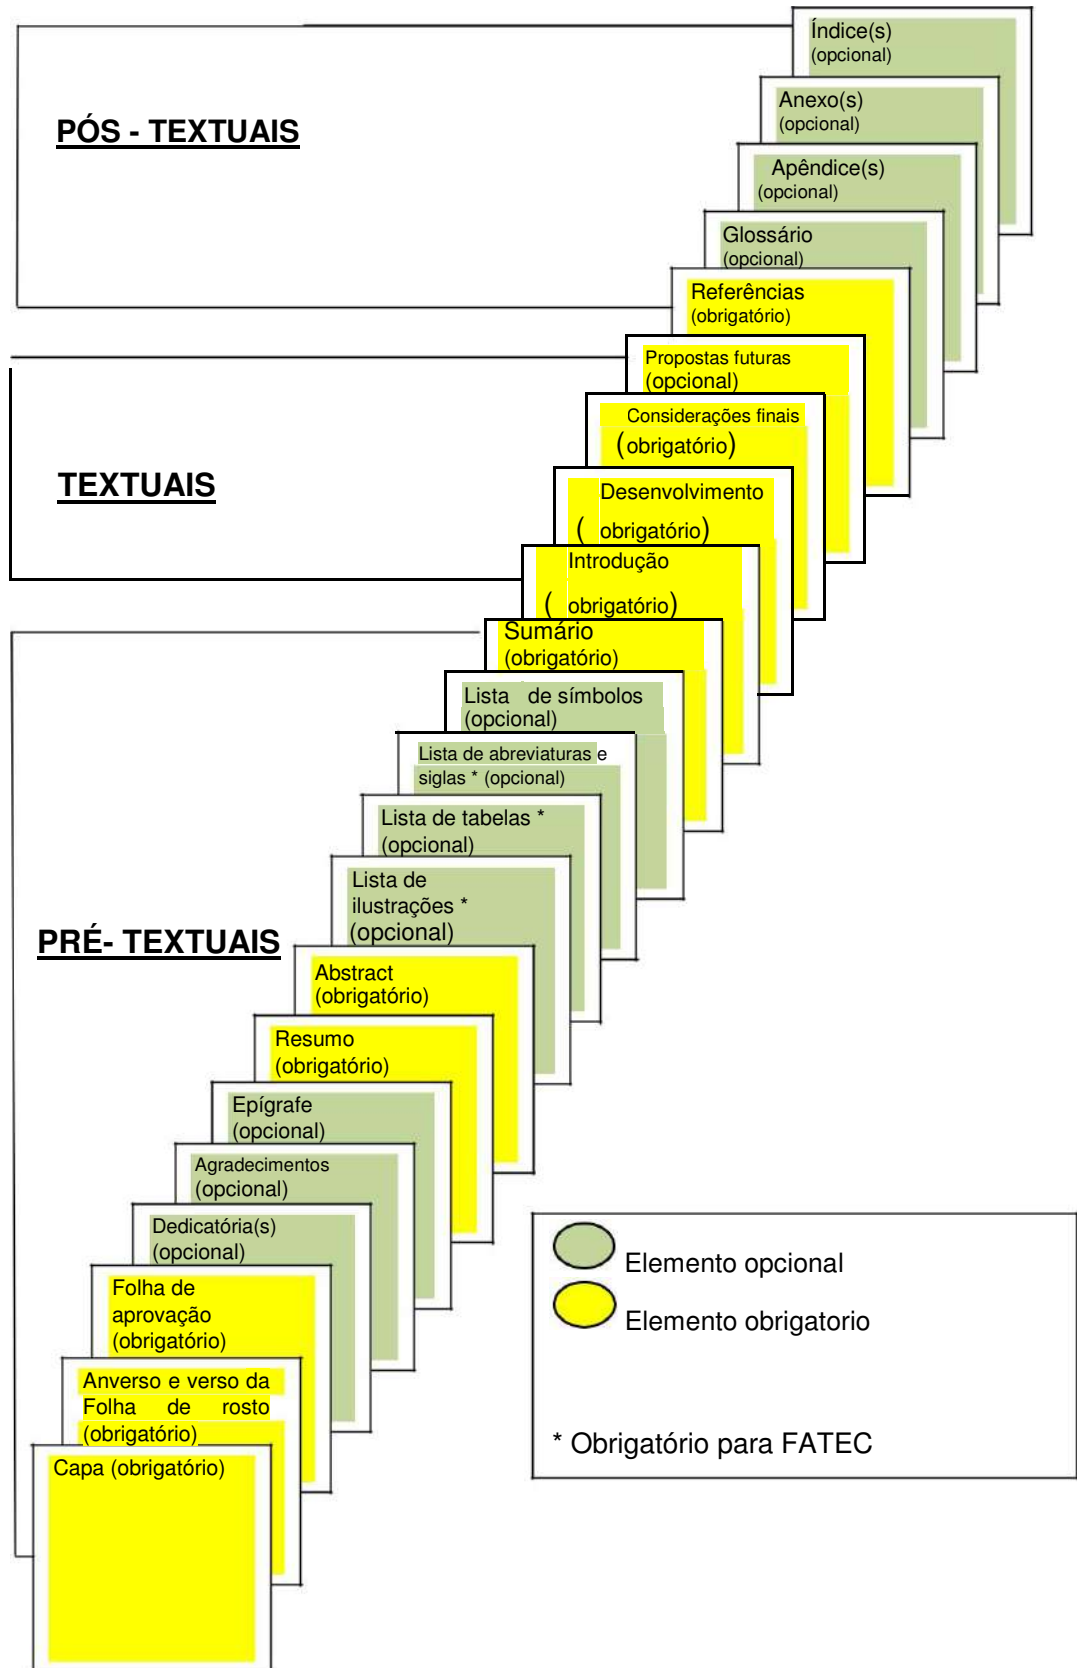 Índice(s)
(opcional)
Anexo(s)
(opcional)
PÓS - TEXTUAIS
Apêndice(s)
(opcional)
Glossário
(opcional)
Referências
(obrigatório)
Propostas futuras
(opcional)
Considerações finais
(obrigatório)
TEXTUAIS
Desenvolvimento
( obrigatório)
Introdução
( obrigatório)
Sumário
(obrigatório)
Lista de símbolos
(opcional)
Lista de abreviaturas e
siglas * (opcional)
Lista de tabelas *
(opcional)
Lista de
ilustrações *
(opcional)
PRÉ- TEXTUAIS
Abstract
(obrigatório)
Resumo
(obrigatório)
Epígrafe
(opcional)
Agradecimentos
(opcional)
Dedicatória(s)
(opcional)
Folha de
aprovação
(obrigatório)
Anverso e verso da
Folha de rosto
(obrigatório)
Capa (obrigatório)
Elemento opcional
Elemento obrigatorio
* Obrigatório para FATEC